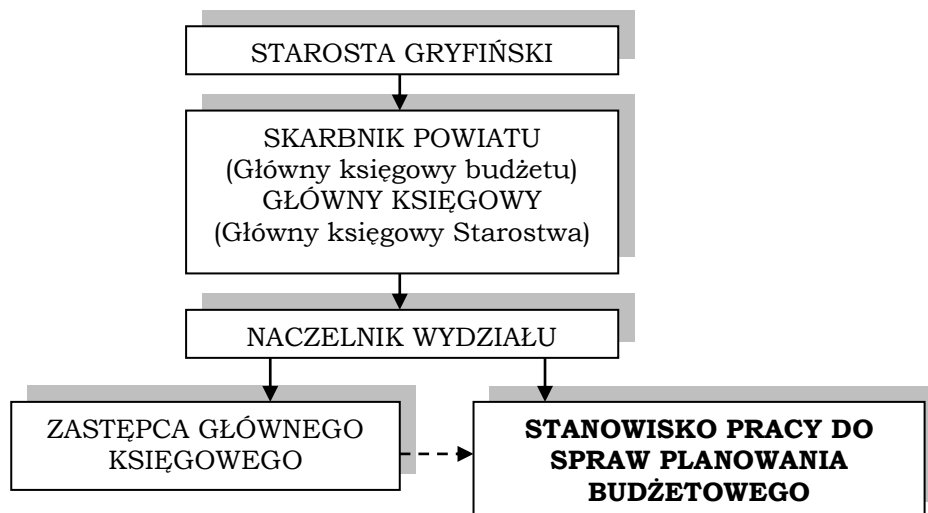 STAROSTA GRYFIŃSKI
SKARBNIK POWIATU
(Główny księgowy budżetu)
GŁÓWNY KSIĘGOWY
(Główny księgowy Starostwa)
NACZELNIK WYDZIAŁU
ZASTĘPCA GŁÓWNEGO
KSIĘGOWEGO
STANOWISKO PRACY DO
SPRAW PLANOWANIA
BUDŻETOWEGO